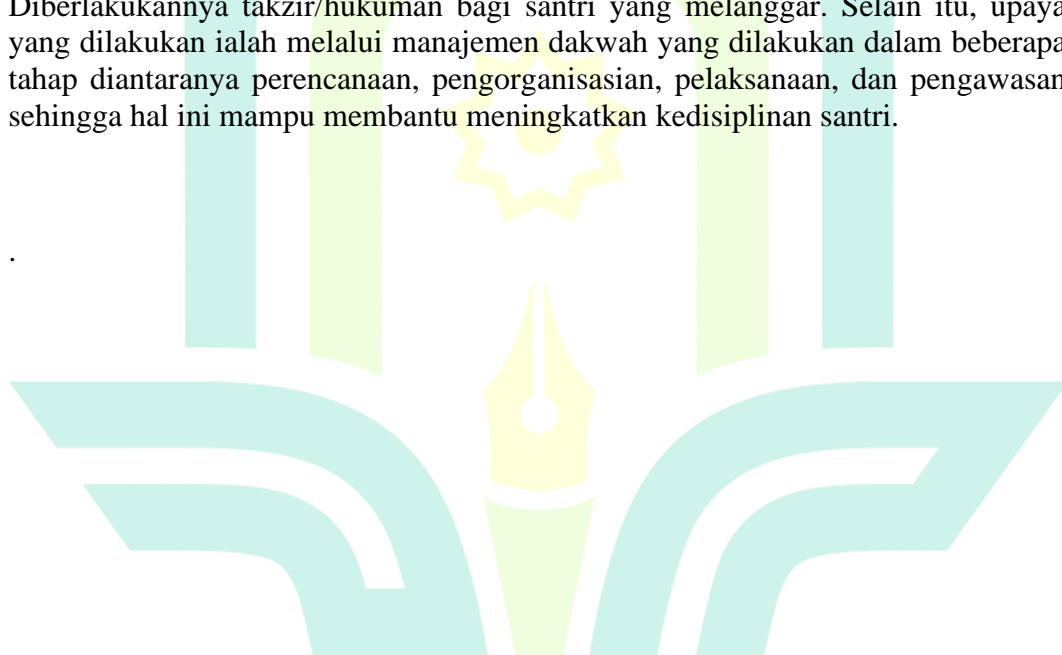 Diberlakukannya takzir/hukuman bagi santri yang melanggar. Selain itu, upaya
yang dilakukan ialah melalui manajemen dakwah yang dilakukan dalam beberapa
tahap diantaranya perencanaan, pengorganisasian, pelaksanaan, dan pengawasan
sehingga hal ini mampu membantu meningkatkan kedisiplinan santri.
.